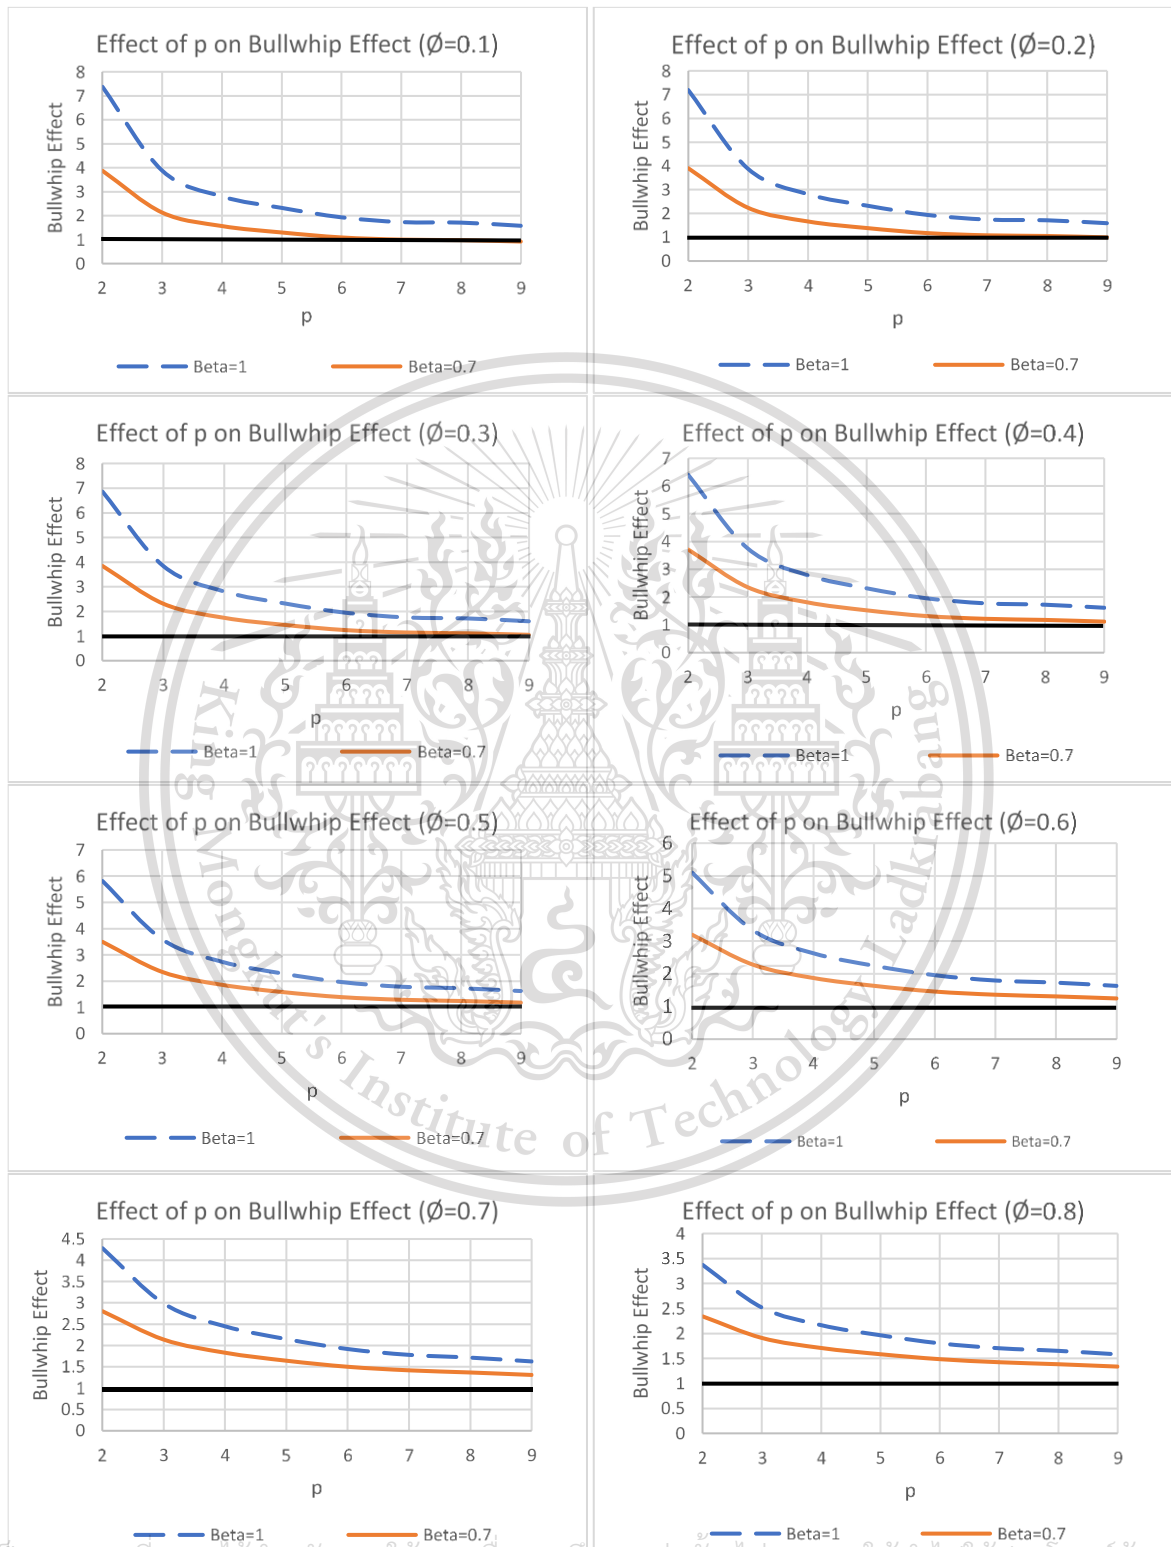 Effect of p on Bullwhip Effect (Ø=0.1)
Bullwhip Effect
8
7
6
5
4
3
2
1
0
2 3 4 5 6 7 8 9
p
Beta=1 Beta=0.7
Effect of p on Bullwhip Effect (Ø=0.2)
Bullwhip Effect
8
7
6
5
4
3
2
1
0
2 3 4 5 6 7 8 9
p
Beta=1 Beta=0.7
Effect of p on Bullwhip Effect (Ø=0.3)
Bullwhip Effect
8
7
6
5
4
3
2
1
0
2 3 4 5 6 7 8 9
p
Beta=1 Beta=0.7
Effect of p on Bullwhip Effect (Ø=0.4)
Bullwhip Effect
7
6
5
4
3
2
1
0
2 3 4 5 6 7 8 9
p
Beta=1 Beta=0.7
Effect of p on Bullwhip Effect (Ø=0.5)
Bullwhip Effect
7
6
5
4
3
2
1
0
2 3 4 5 6 7 8 9
p
Beta=1 Beta=0.7
Effect of p on Bullwhip Effect (Ø=0.6)
Bullwhip Effect
6
5
4
3
2
1
0
2 3 4 5 6 7 8 9
p
Beta=1 Beta=0.7
Effect of p on Bullwhip Effect (Ø=0.7)
Bullwhip Effect
4.5
4
3.5
3
2.5
2
1.5
1
0.5
0
2 3 4 5 6 7 8 9
p
Beta=1 Beta=0.7
Effect of p on Bullwhip Effect (Ø=0.8)
Bullwhip Effect
4
3.5
3
2.5
2
1.5
1
0.5
0
2 3 4 5 6 7 8 9
p
Beta=1 Beta=0.7
King Mongkut's Institute of Technology Ladkrabang